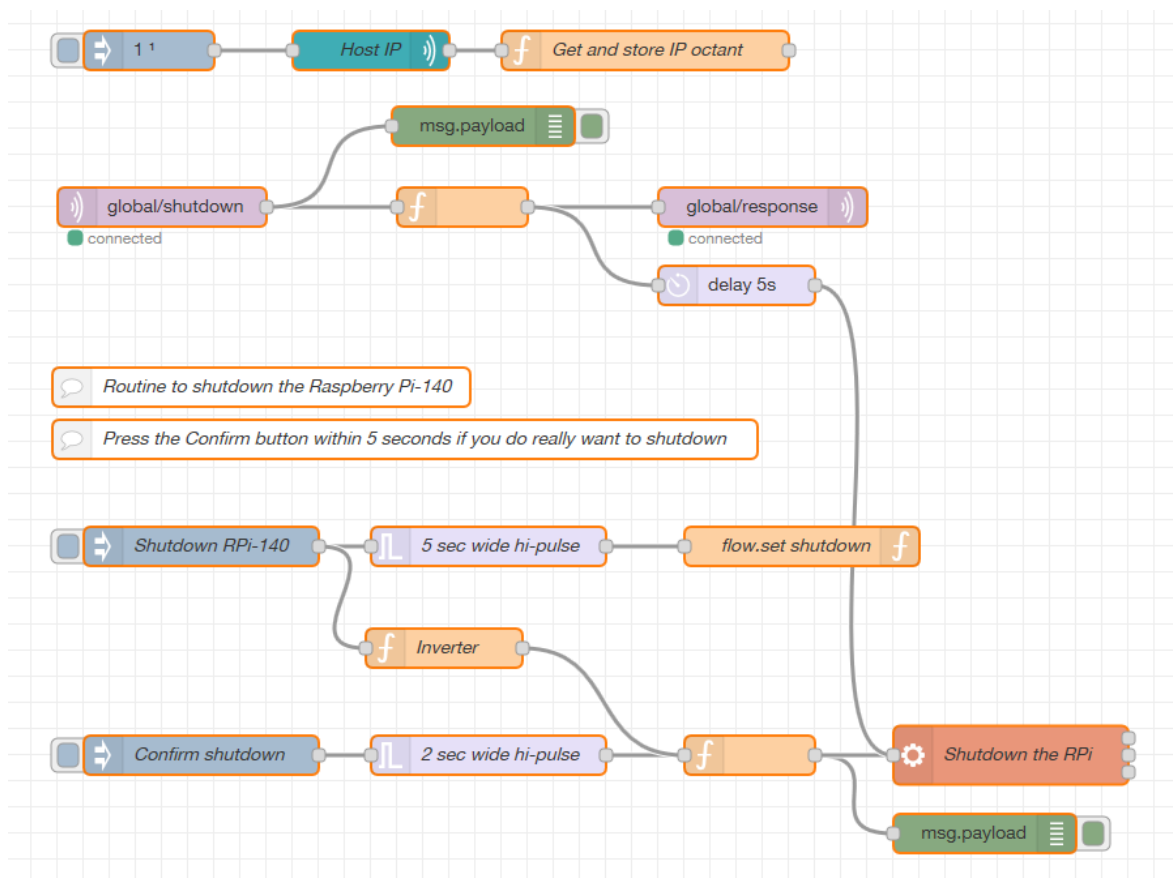 1 ¹
Host IP
Get and store IP octant
msg.payload
global/shutdown
global/response
connected
connected
delay 5s
Routine to shutdown the Raspberry Pi-140
Press the Confirm button within 5 seconds if you do really want to shutdown
Shutdown RPi-140
5 sec wide hi-pulse
flow.set shutdown
Inverter
Confirm shutdown
2 sec wide hi-pulse
Shutdown the RPi
msg.payload